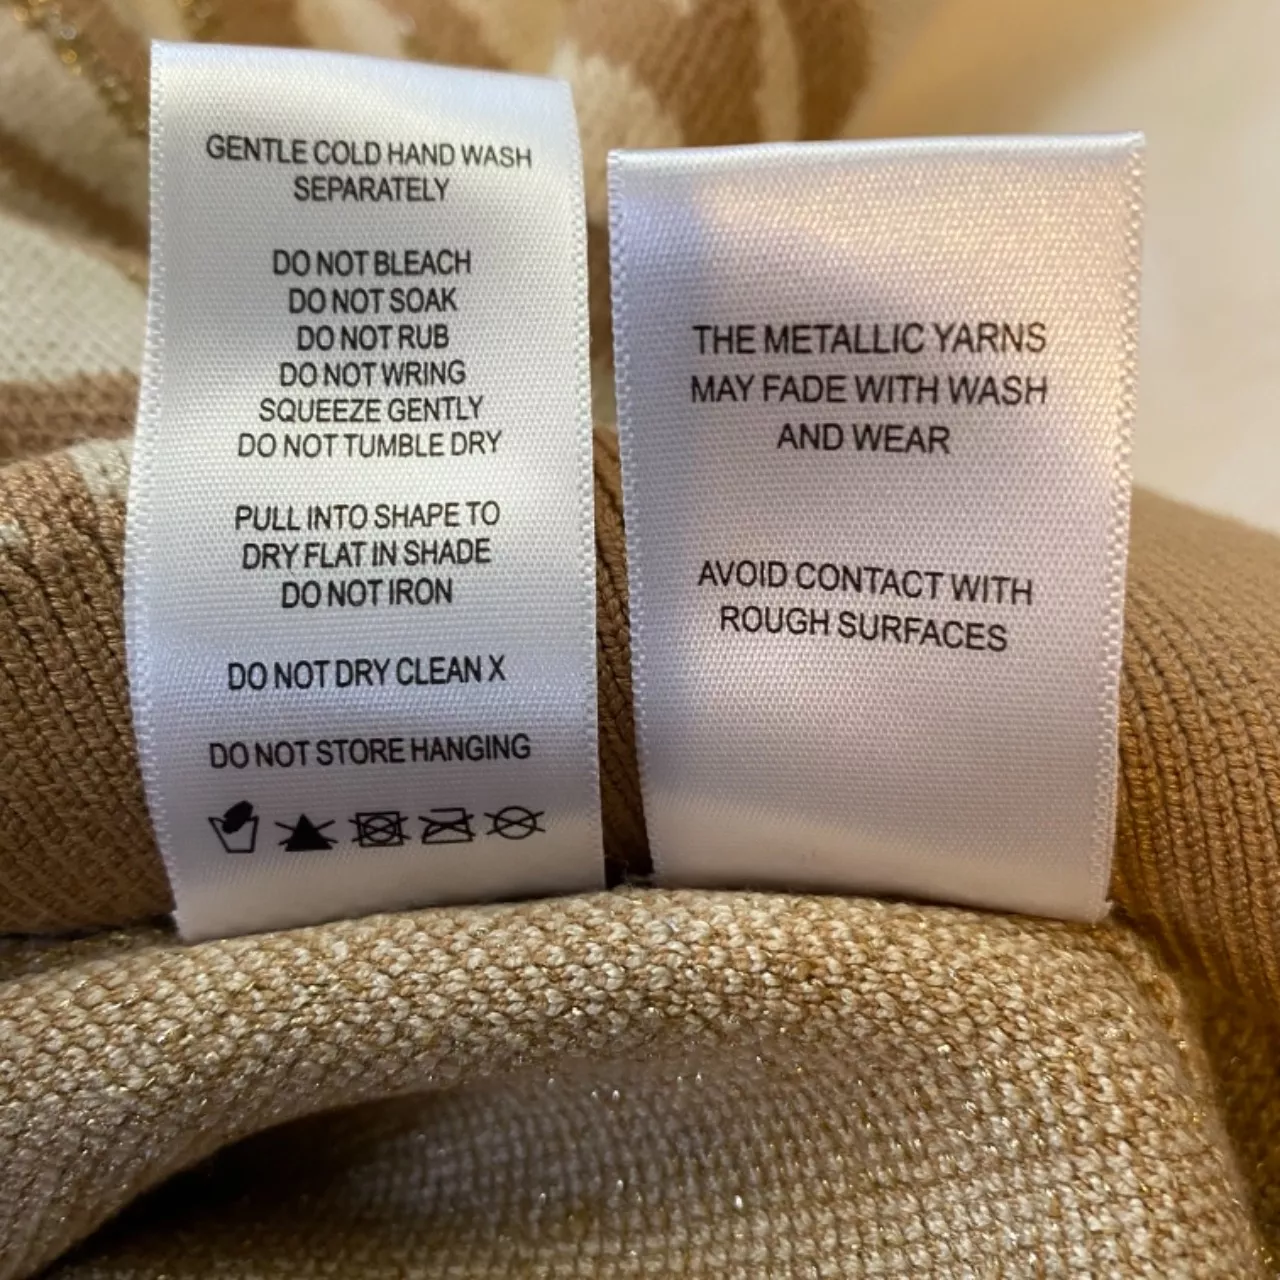 GENTLE COLD HAND WASH
SEPARATELY
DO NOT BLEACH
DO NOT SOAK
DO NOT RUB
DO NOT WRING
SQUEEZE GENTLY
DO NOT TUMBLE DRY
PULL INTO SHAPE TO
DRY FLAT IN SHADE
DO NOT IRON
DO NOT DRY CLEAN X
DO NOT STORE HANGING
THE METALLIC YARNS
MAY FADE WITH WASH
AND WEAR
AVOID CONTACT WITH
ROUGH SURFACES